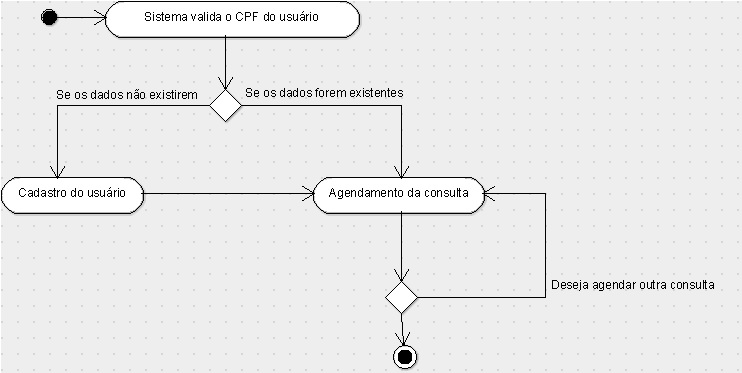 Sistema valida o CPF do usuário
Se os dados não existirem
Se os dados forem existentes
Cadastro do usuário
Agendamento da consulta
Deseja agendar outra consulta